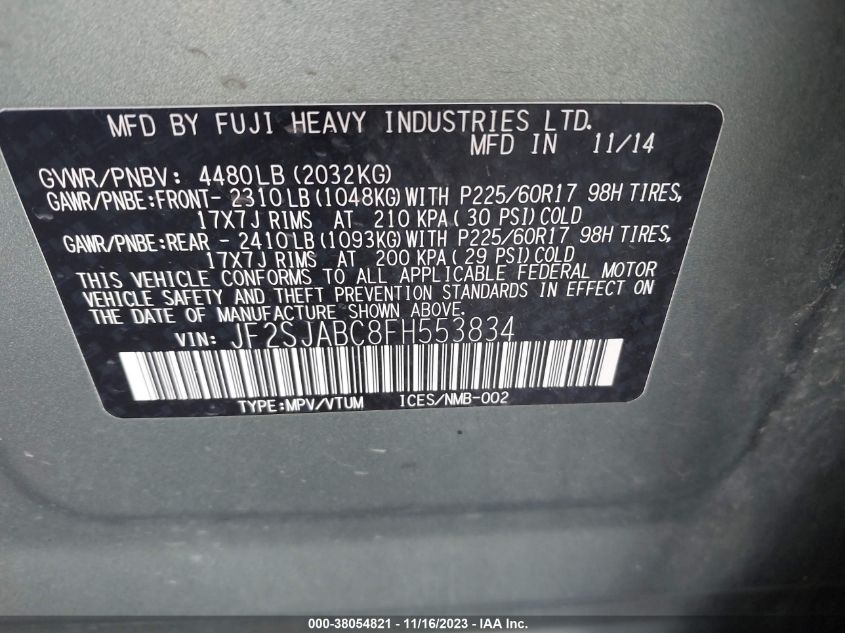 MFD BY FUJI HEAVY INDUSTRIES LTD.
MFD IN 11/14
GVWR/PNBV: 4480LB (2032KG)
GAWR/PNBE:FRONT- 2310LB (1048KG) WITH P225/60R17 98H TIRES,
17X7J RIMS AT 210 KPA (30 PSI) COLD
GAWR/PNBE:REAR - 2410LB (1093KG) WITH P225/60R17 98H TIRES,
17X7J RIMS AT 200 KPA (29 PSI) COLD
THIS VEHICLE CONFORMS TO ALL APPLICABLE FEDERAL MOTOR
VEHICLE SAFETY AND THEFT PREVENTION STANDARDS IN EFFECT ON
THE DATE OF MANUFACTURE SHOWN ABOVE.
VIN: JF2SJABC8FH553834
TYPE:MPV/VTUM ICES/NMB-002
000-38054821 - 11/16/2023 - IAA Inc.